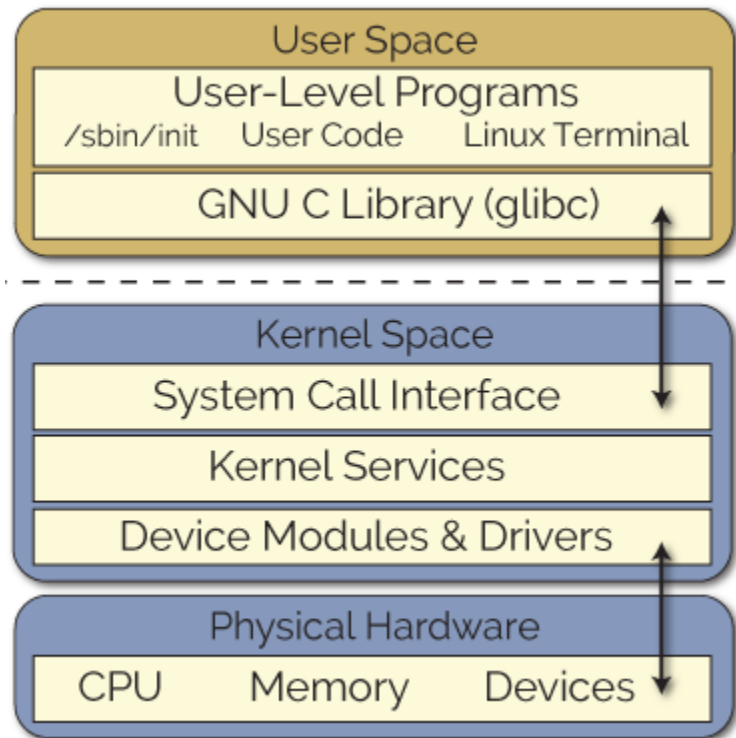 User Space
User-Level Programs
/sbin/init User Code Linux Terminal
GNU C Library (glibc)
Kernel Space
System Call Interface
Kernel Services
Device Modules & Drivers
Physical Hardware
CPU Memory Devices